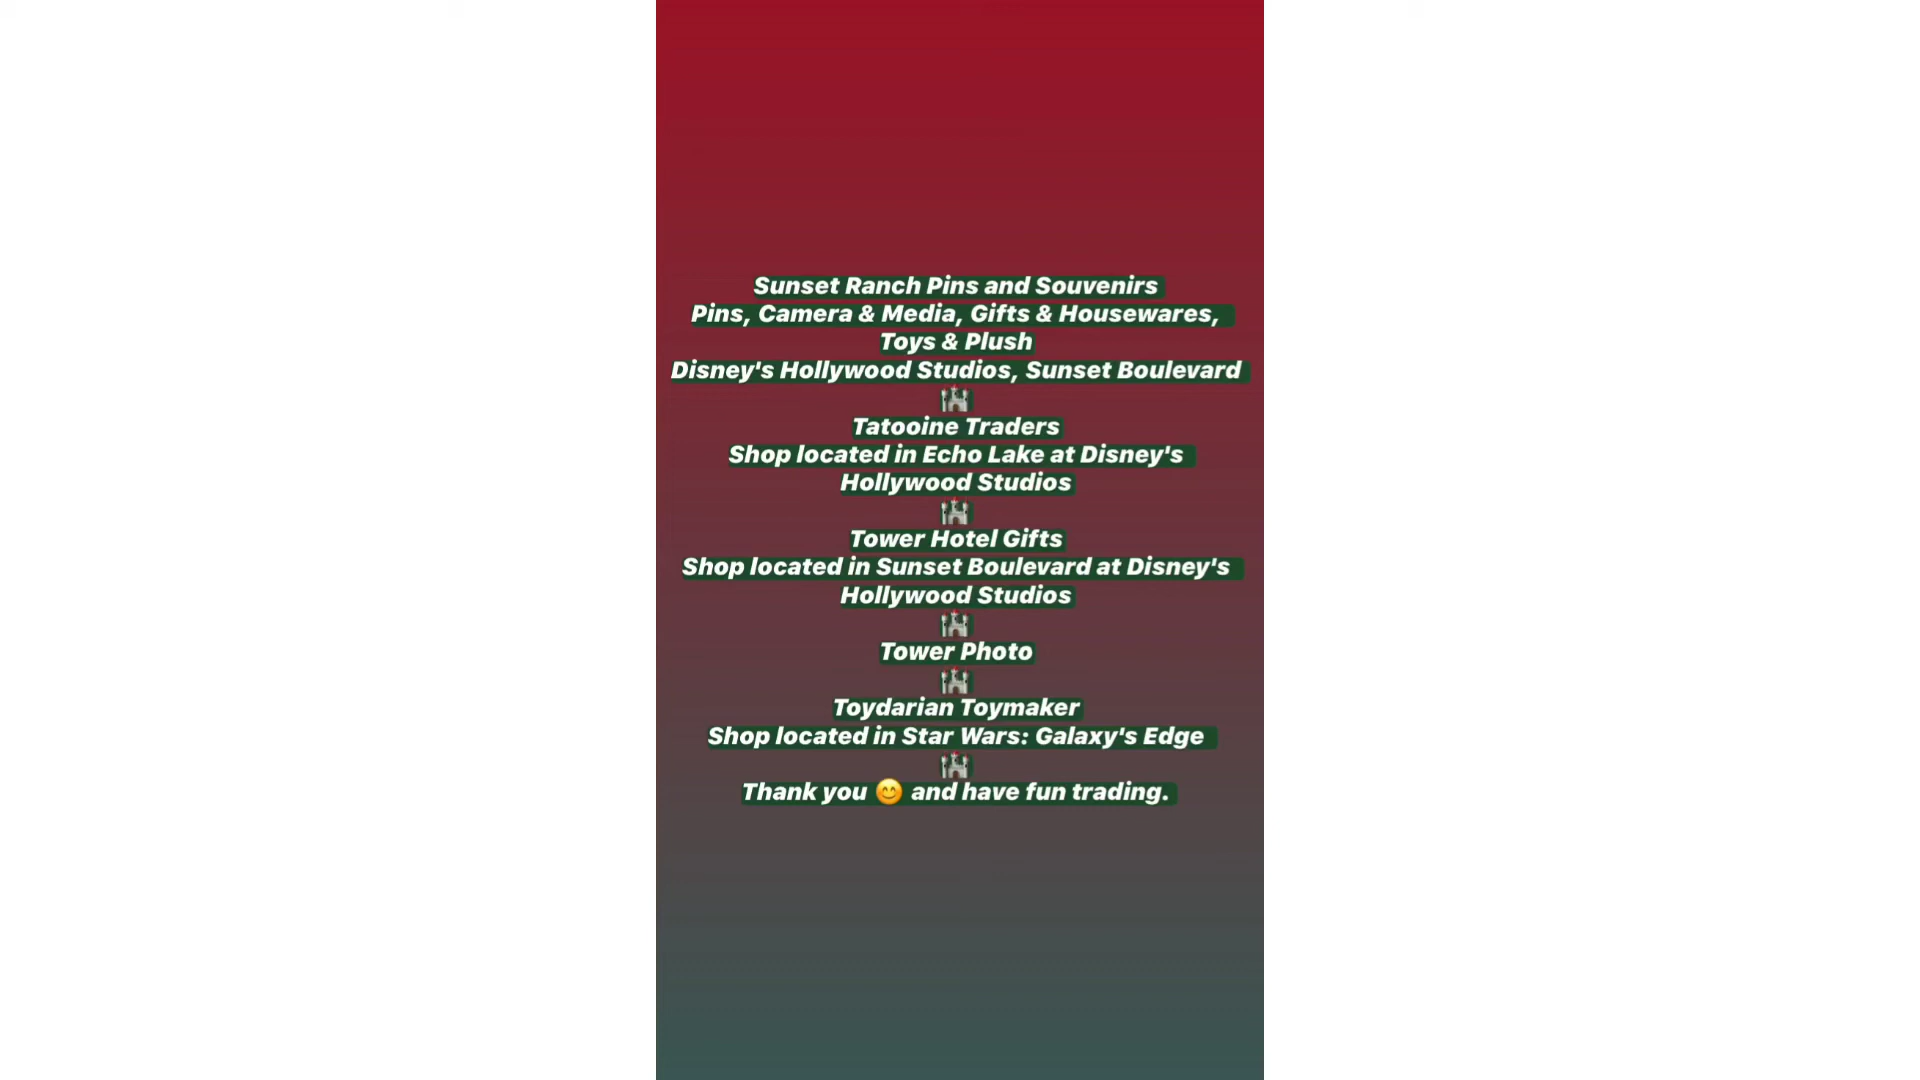 Sunset Ranch Pins and Souvenirs
Pins, Camera & Media, Gifts & Housewares,
Toys & Plush
Disney's Hollywood Studios, Sunset Boulevard
🏰
Tatooine Traders
Shop located in Echo Lake at Disney's
Hollywood Studios
🏰
Tower Hotel Gifts
Shop located in Sunset Boulevard at Disney's
Hollywood Studios
🏰
Tower Photo
🏰
Toydarian Toymaker
Shop located in Star Wars: Galaxy's Edge
🏰
Thank you 😊 and have fun trading.